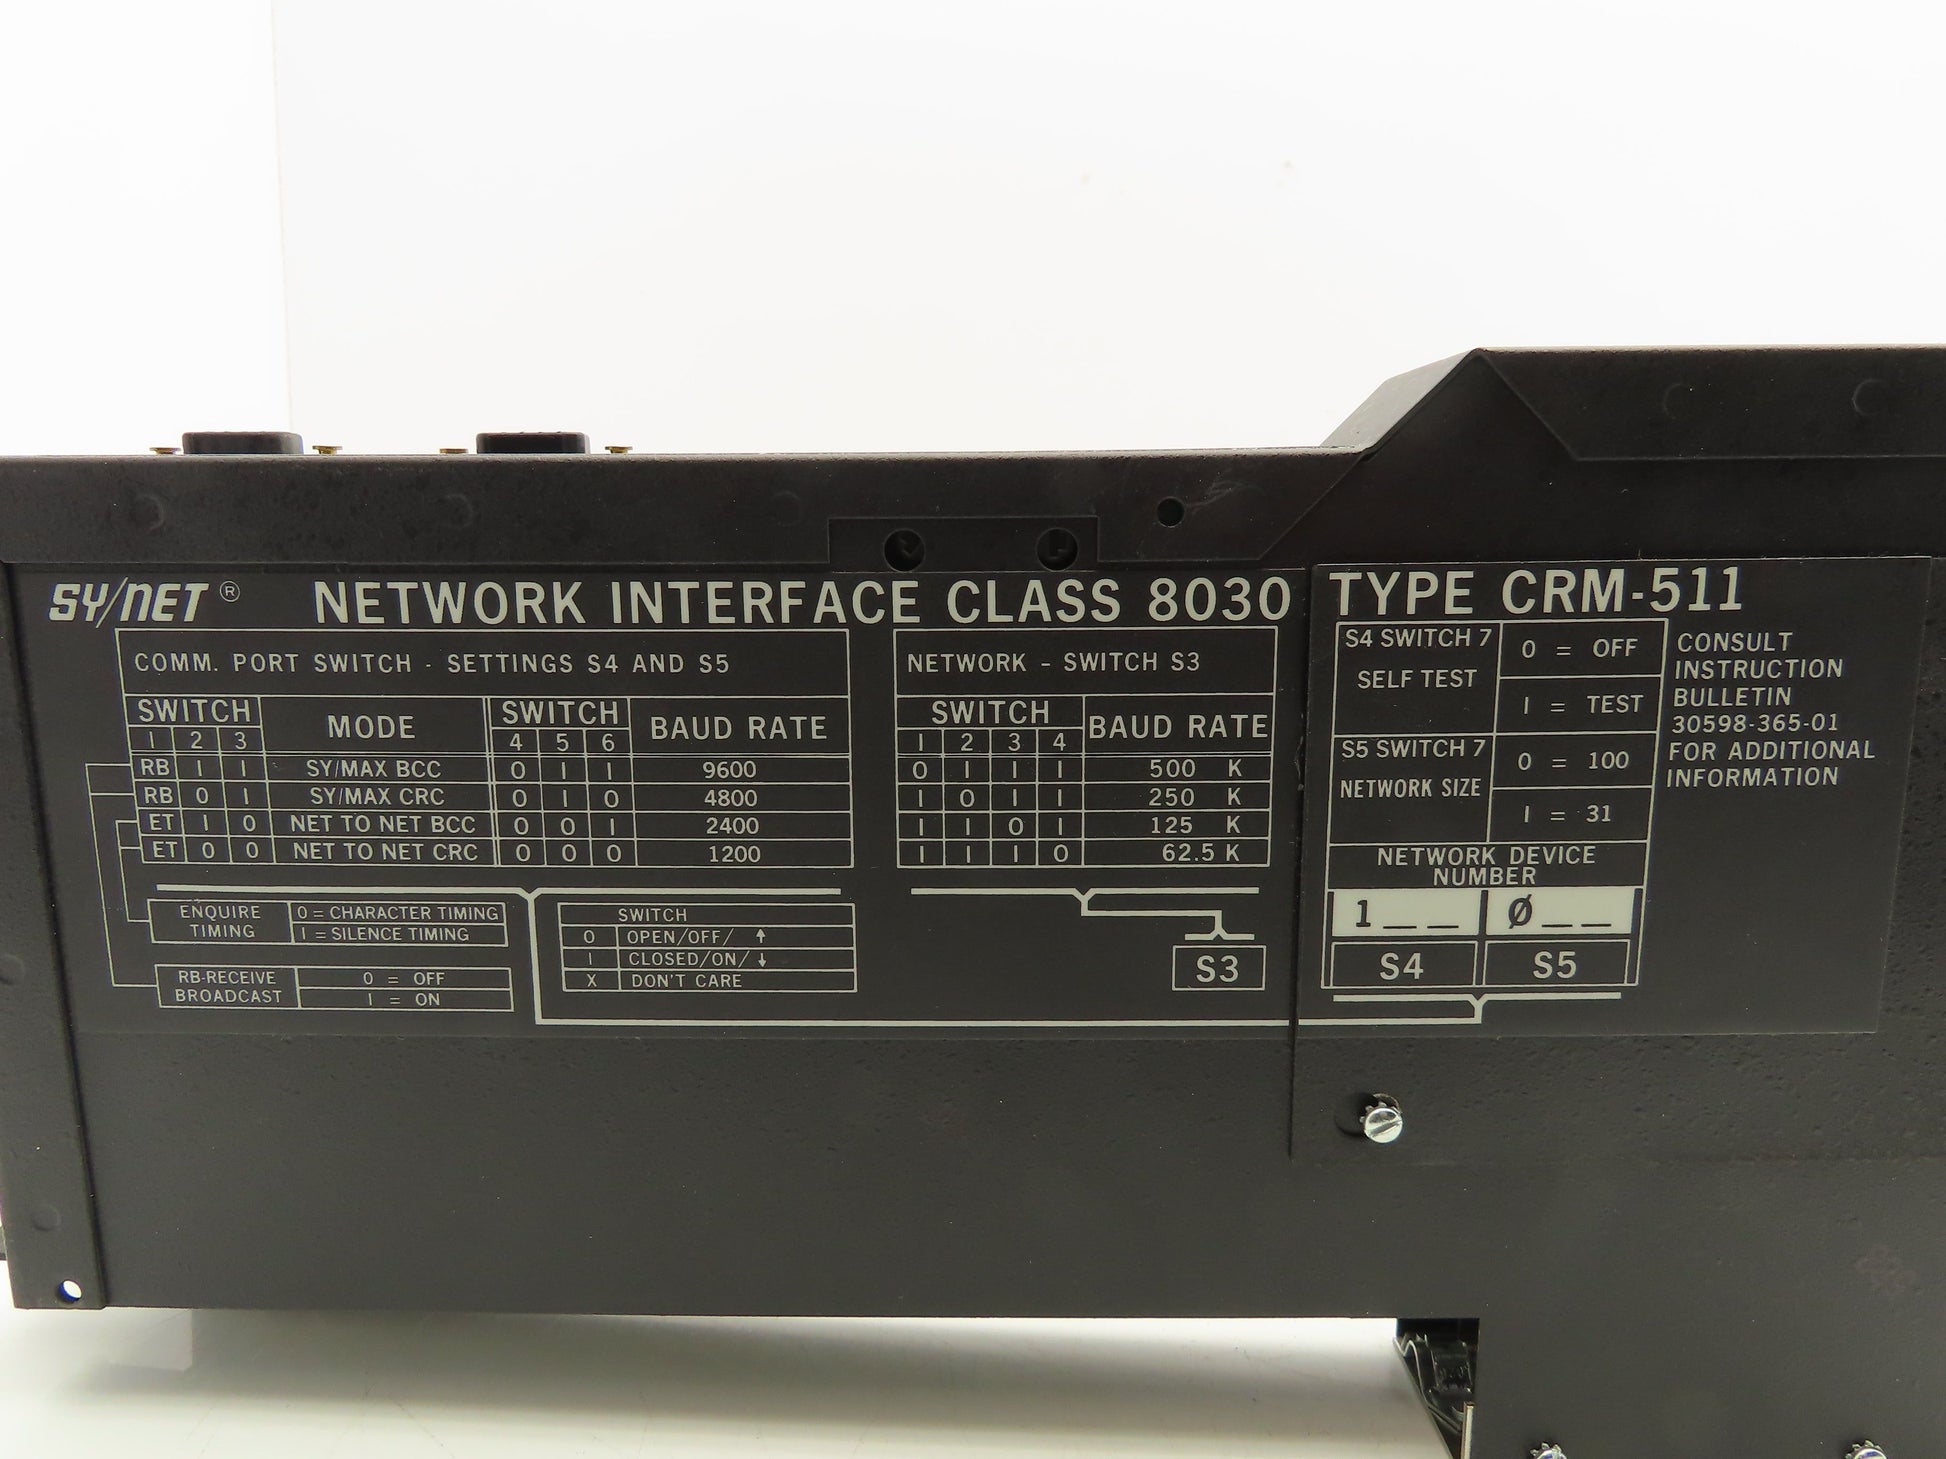 SY/NET ® NETWORK INTERFACE CLASS 8030 TYPE CRM-511
COMM. PORT SWITCH - SETTINGS S4 AND S5
SWITCH MODE SWITCH BAUD RATE
1 2 3 4 5 6
RB 1 1 SY/MAX BCC 0 1 1 9600
RB 0 1 SY/MAX CRC 0 1 0 4800
ET 1 0 NET TO NET BCC 0 0 1 2400
ET 0 0 NET TO NET CRC 0 0 0 1200
ENQUIRE TIMING
0 = CHARACTER TIMING
1 = SILENCE TIMING
RB-RECEIVE BROADCAST
0 = OFF
1 = ON
SWITCH
0 OPEN/OFF/ ↑
1 CLOSED/ON/ ↓
X DON'T CARE
NETWORK - SWITCH S3
SWITCH BAUD RATE
1 2 3 4
0 1 1 1 500 K
1 0 1 1 250 K
1 1 0 1 125 K
1 1 1 0 62.5 K
S3
S4 SWITCH 7
SELF TEST
0 = OFF
1 = TEST
S5 SWITCH 7
NETWORK SIZE
0 = 100
1 = 31
NETWORK DEVICE
NUMBER
1 _ _ Ø _ _
S4 S5
CONSULT
INSTRUCTION
BULLETIN
30598-365-01
FOR ADDITIONAL
INFORMATION